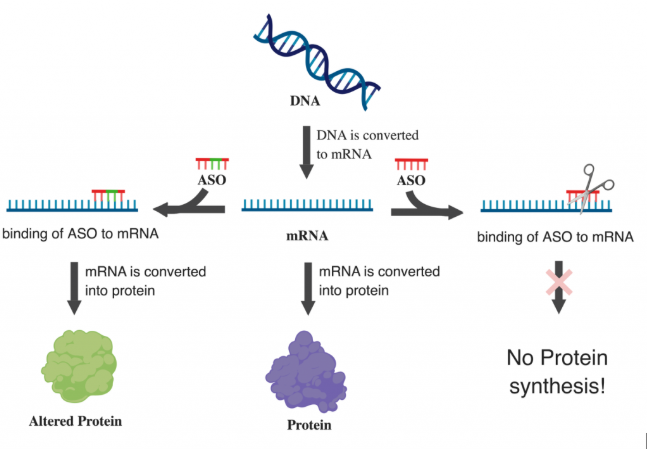 DNA
DNA is converted
to mRNA
ASO
ASO
binding of ASO to mRNA
mRNA
binding of ASO to mRNA
mRNA is converted
into protein
mRNA is converted
into protein
No Protein
synthesis!
Altered Protein
Protein